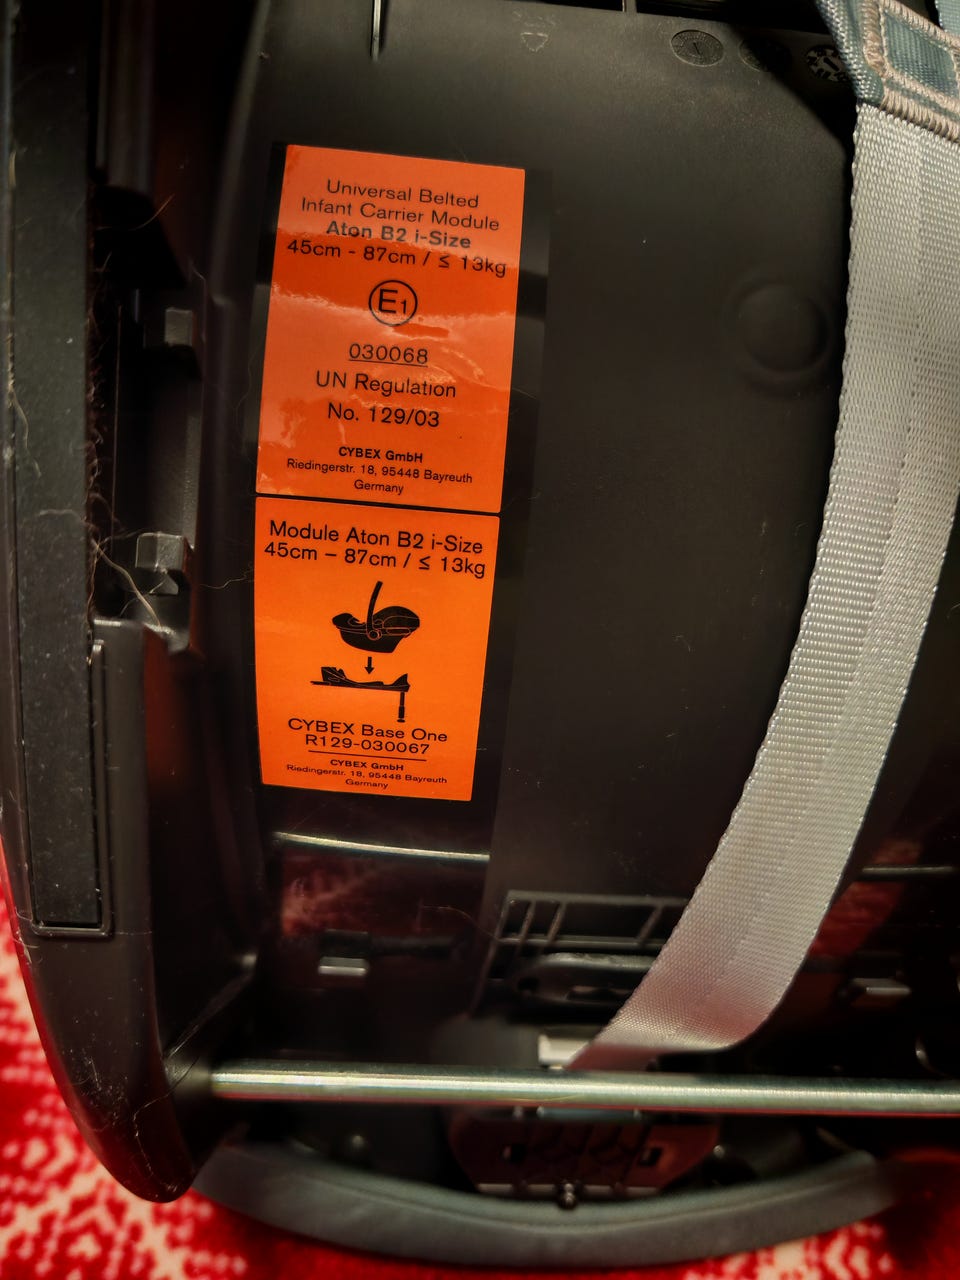 Universal Belted
Infant Carrier Module
Aton B2 i-Size
45cm - 87cm / ≤ 13kg
E1
030068
UN Regulation
No. 129/03
CYBEX GmbH
Riedingerstr. 18, 95448 Bayreuth
Germany
Module Aton B2 i-Size
45cm – 87cm / ≤ 13kg
CYBEX Base One
R129-030067
CYBEX GmbH
Riedingerstr. 18, 95448 Bayreuth
Germany